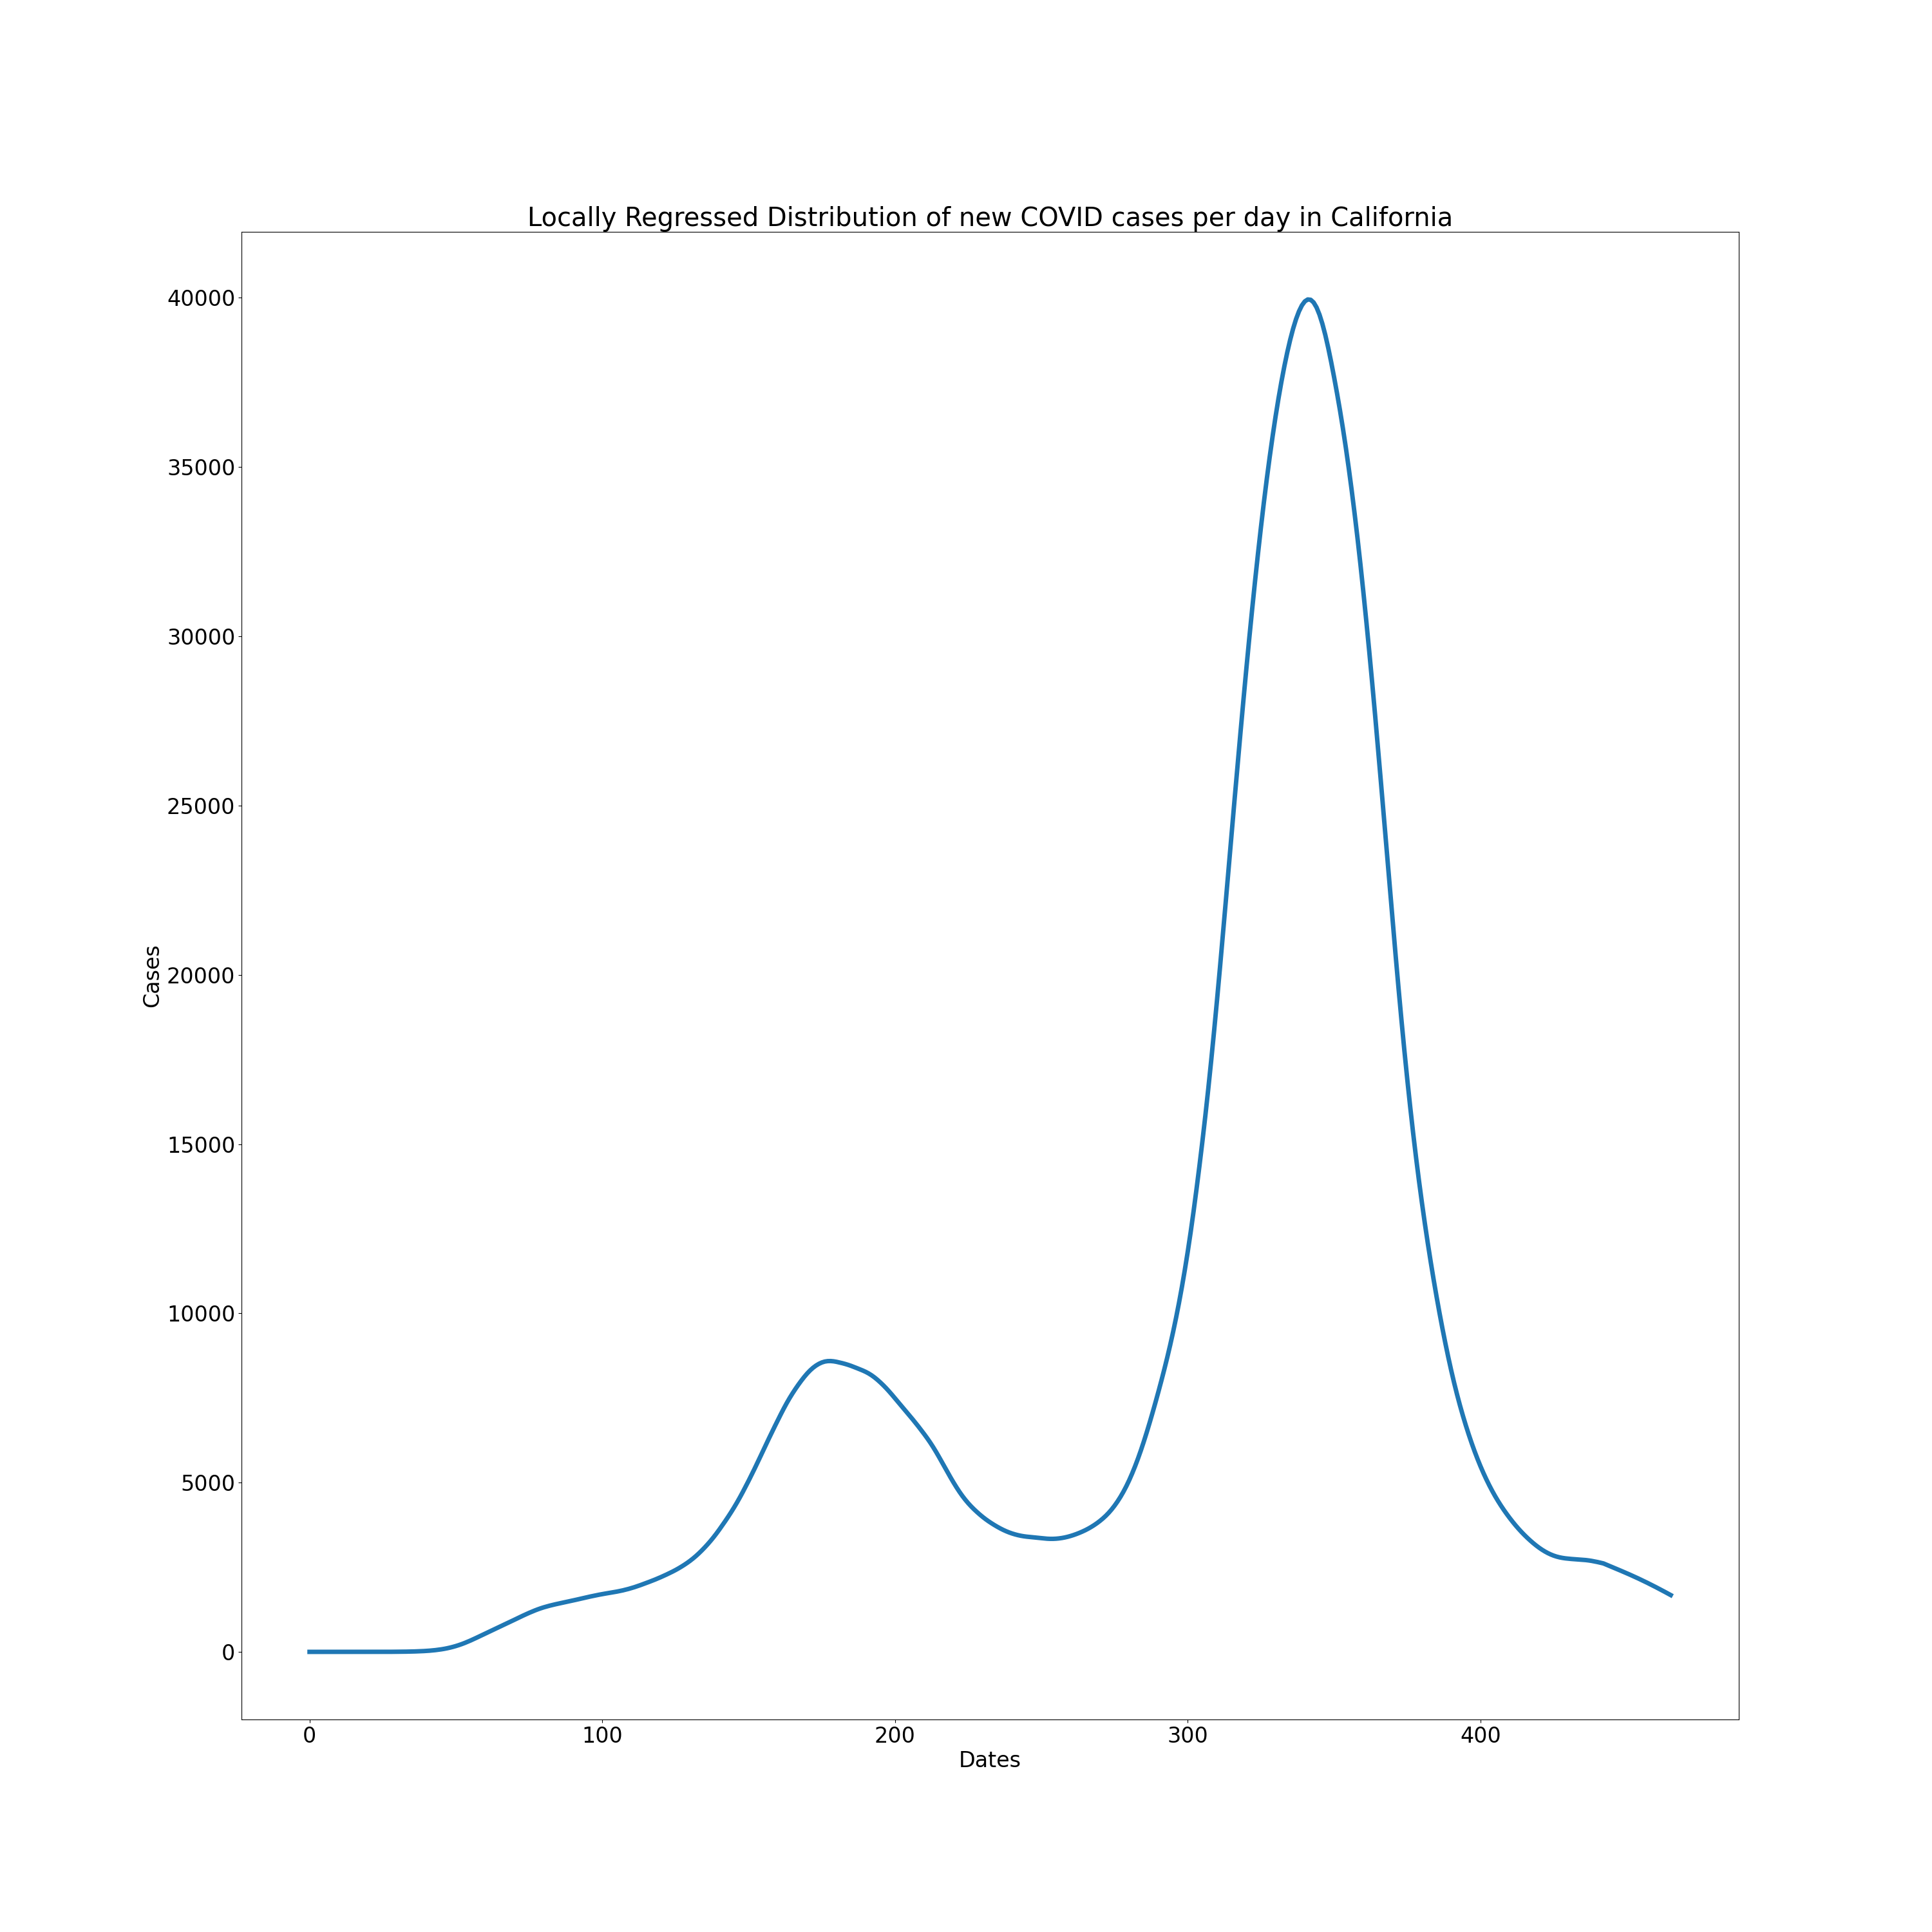 Locally Regressed Distribution of new COVID cases per day in California
40000
35000
30000
25000
20000
15000
10000
5000
0
Cases
0 100 200 300 400
Dates